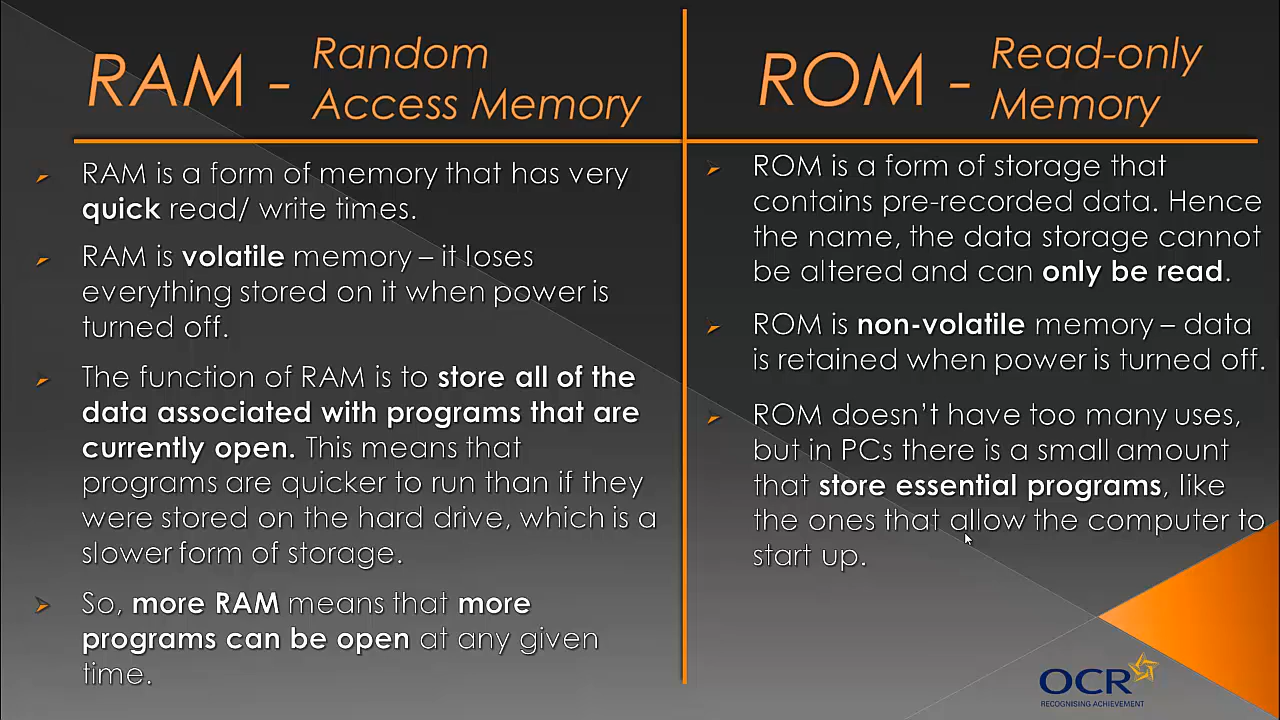 RAM - Random
Access Memory
RAM is a form of memory that has very
quick read/ write times.
RAM is volatile memory – it loses
everything stored on it when power is
turned off.
The function of RAM is to store all of the
data associated with programs that are
currently open. This means that
programs are quicker to run than if they
were stored on the hard drive, which is a
slower form of storage.
So, more RAM means that more
programs can be open at any given
time.
ROM - Read-only
Memory
ROM is a form of storage that
contains pre-recorded data. Hence
the name, the data storage cannot
be altered and can only be read.
ROM is non-volatile memory – data
is retained when power is turned off.
ROM doesn’t have too many uses,
but in PCs there is a small amount
that store essential programs, like
the ones that allow the computer to
start up.
OCR
RECOGNISING ACHIEVEMENT